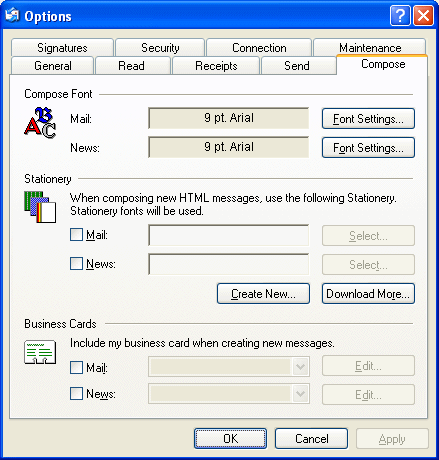 Options
Signatures Security Connection Maintenance
General Read Receipts Send Compose
Compose Font
Mail: 9 pt. Arial Font Settings...
News: 9 pt. Arial Font Settings...
Stationery
When composing new HTML messages, use the following Stationery.
Stationery fonts will be used.
Mail: Select...
News: Select...
Create New... Download More...
Business Cards
Include my business card when creating new messages.
Mail: Edit...
News: Edit...
OK Cancel Apply